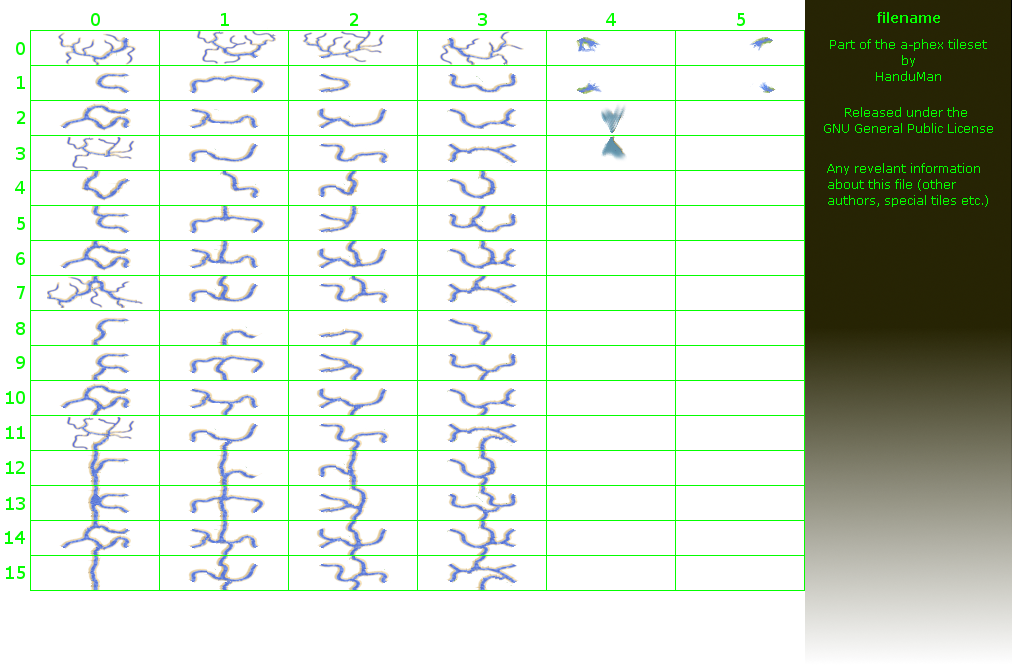 0 1 2 3 4 5
filename
0
1
2
3
4
5
6
7
8
9
10
11
12
13
14
15
Part of the a-phex tileset
by
HanduMan
Released under the
GNU General Public License
Any revelant information
about this file (other
authors, special tiles etc.)